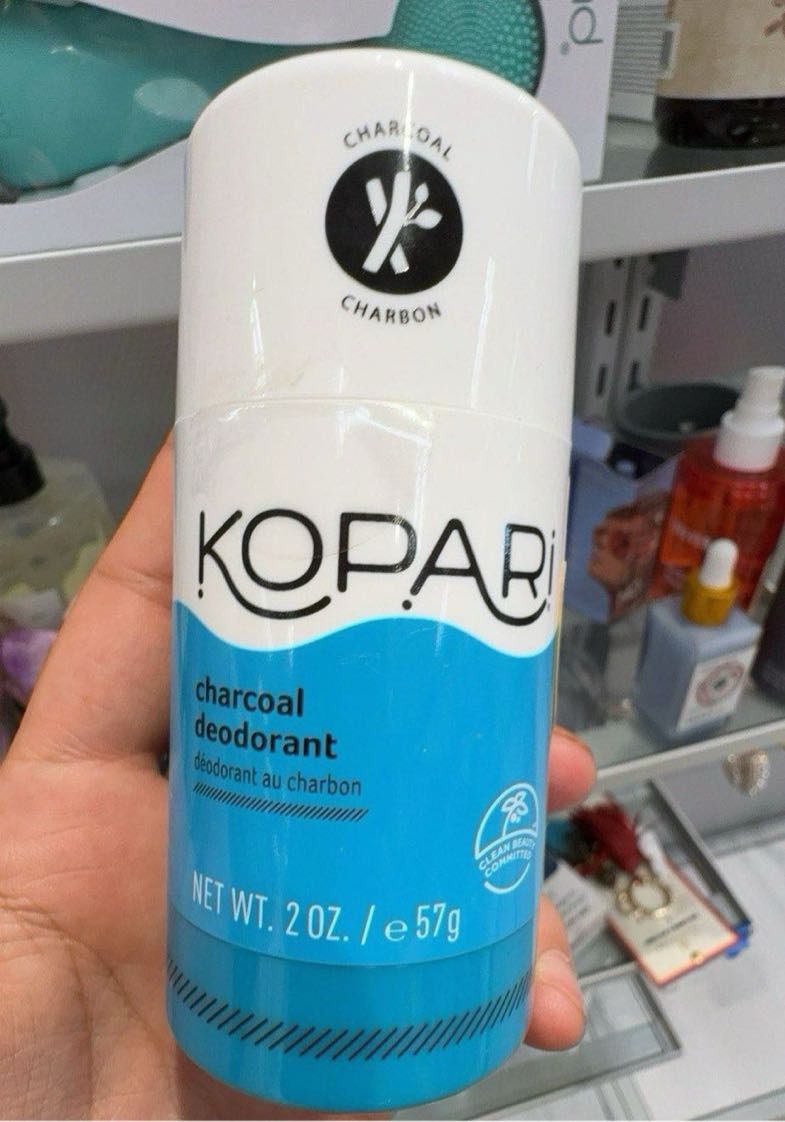 CHARCOAL
CHARBON
KOPARi
charcoal
deodorant
déodorant au charbon
CLEAN BEAUTY
COMMITTED
NET WT. 2 OZ. / e 57g